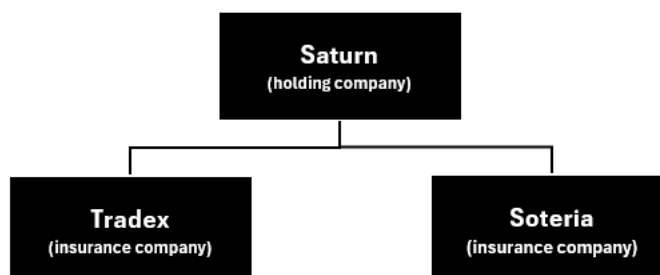 Saturn
(holding company)
Tradex
(insurance company)
Soteria
(insurance company)